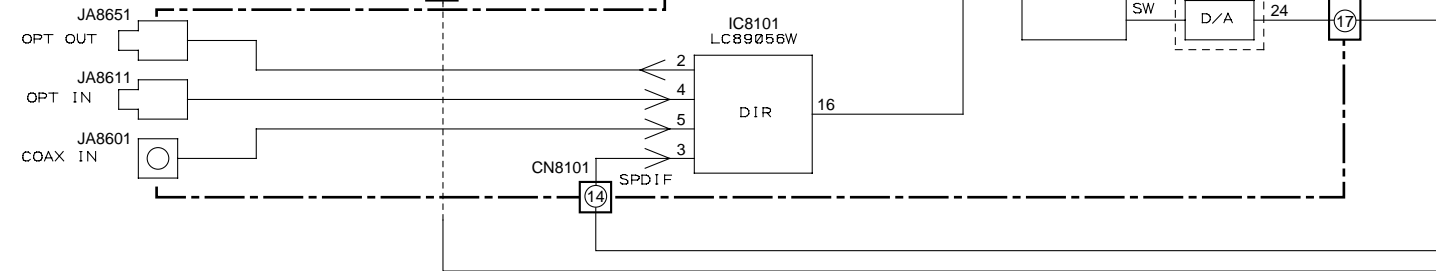 JA8651
OPT OUT
JA8611
OPT IN
JA8601
COAX IN
IC8101
LC89056W
2
4
5
3
DIR
16
CN8101
SPDIF
14
SW
D/A
24
17